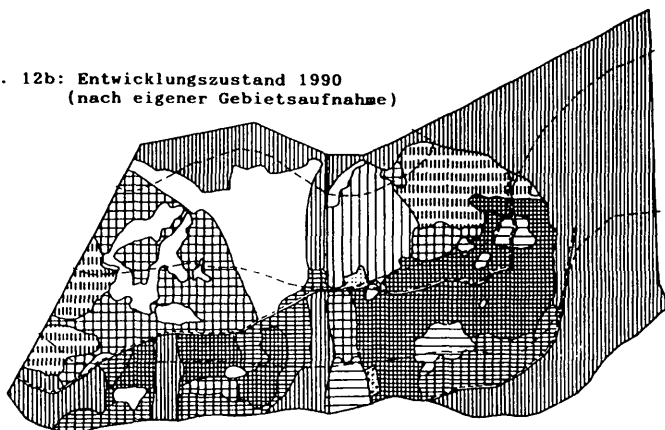 . 12b: Entwicklungszustand 1990
(nach eigener Gebietsaufnahme)